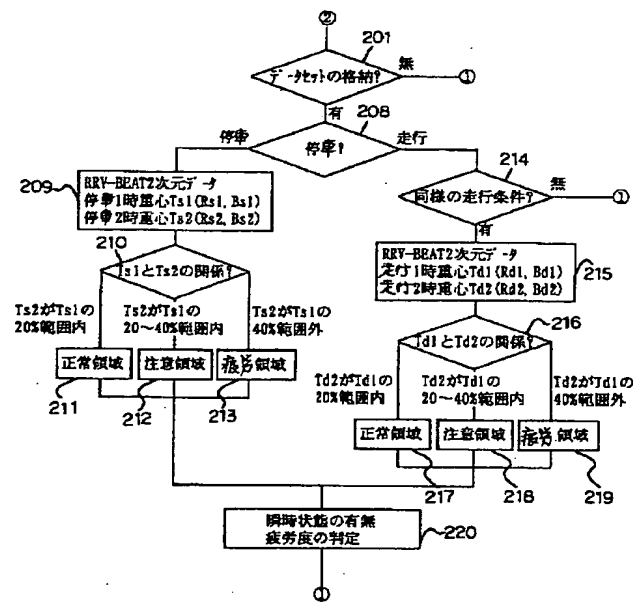 ②
201
データセットの格納?
無
①
有
208
停車
停車?
走行
214
同様の走行条件?
無
①
有
209
RRV-BEAT2次元データ
停車1時重心Ts1(Rs1, Bs1)
停車2時重心Ts2(Rs2, Bs2)
RRV-BEAT2次元データ
走行1時重心Td1(Rd1, Bd1)
走行2時重心Td2(Rd2, Bd2)
215
210
Ts1とTs2の関係?
Ts2がTs1の
20%範囲内
Ts2がTs1の
20~40%範囲内
Ts2がTs1の
40%範囲外
正常領域
注意領域
疲労領域
211
212
213
216
Td1とTd2の関係?
Td2がTd1の
20%範囲内
Td2がTd1の
20~40%範囲内
Td2がTd1の
40%範囲外
正常領域
注意領域
疲労領域
217
218
219
瞬時状態の有無
疲労度の判定
220
①